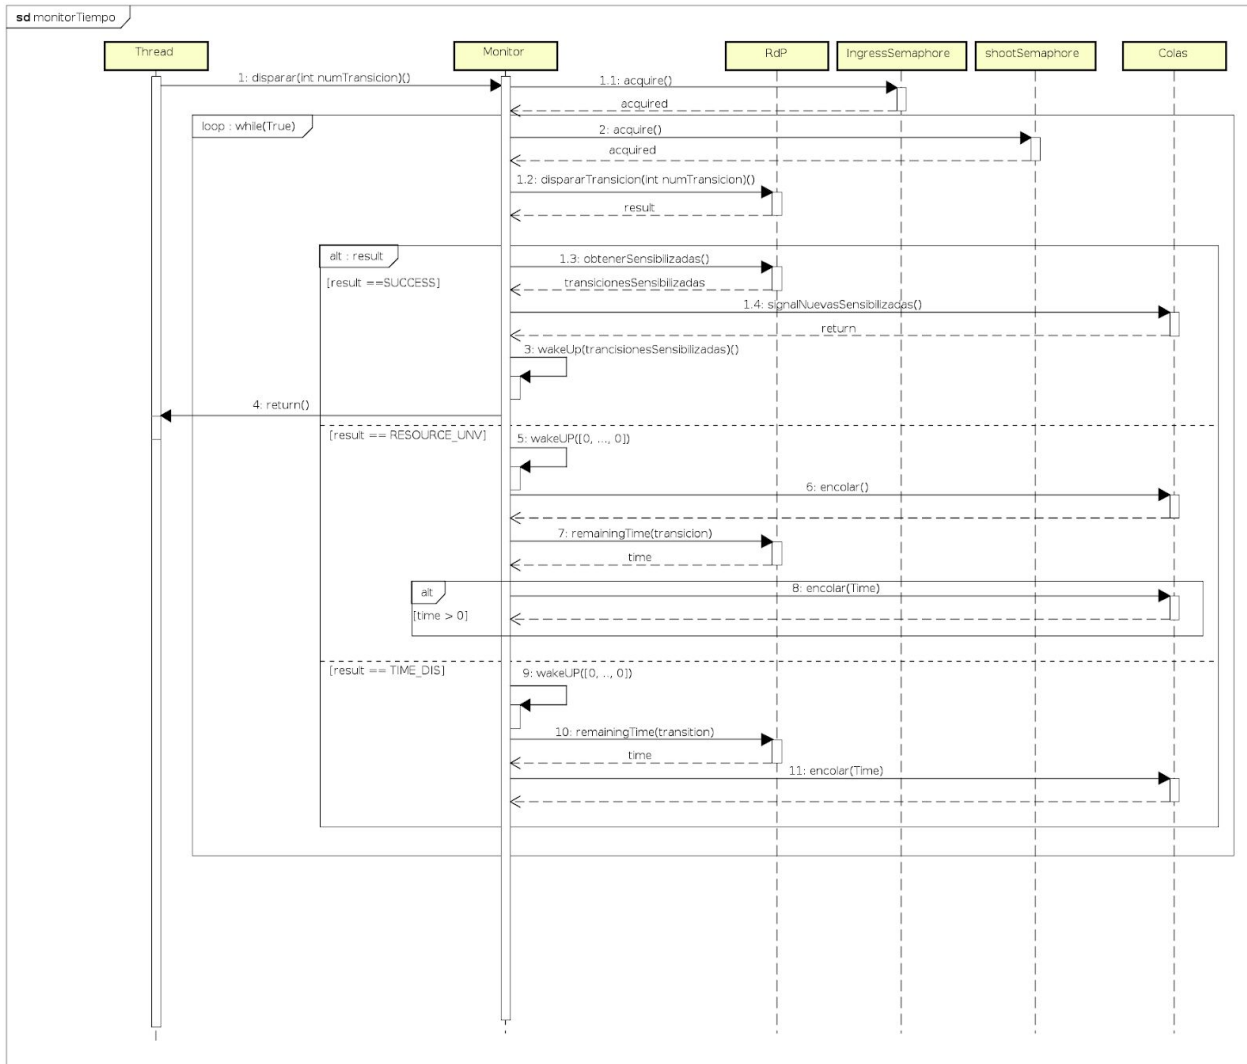 sd monitorTiempo
Thread
Monitor
RdP
IngressSemaphore
shootSemaphore
Colas
1: disparar(int numTransicion)()
1.1: acquire()
acquired
loop : while(True)
2: acquire()
acquired
1.2: dispararTransicion(int numTransicion)()
result
alt : result
1.3: obtenerSensibilizadas()
[result ==SUCCESS]
transicionesSensibilizadas
1.4: signalNuevasSensibilizadas()
return
3: wakeUp(trancisionesSensibilizadas)()
4: return()
[result == RESOURCE_UNV]
5: wakeUP([0, ..., 0])
6: encolar()
7: remainingTime(transicion)
time
alt
8: encolar(Time)
[time > 0]
[result == TIME_DIS]
9: wakeUP([0, .., 0])
10: remainingTime(transition)
time
11: encolar(Time)